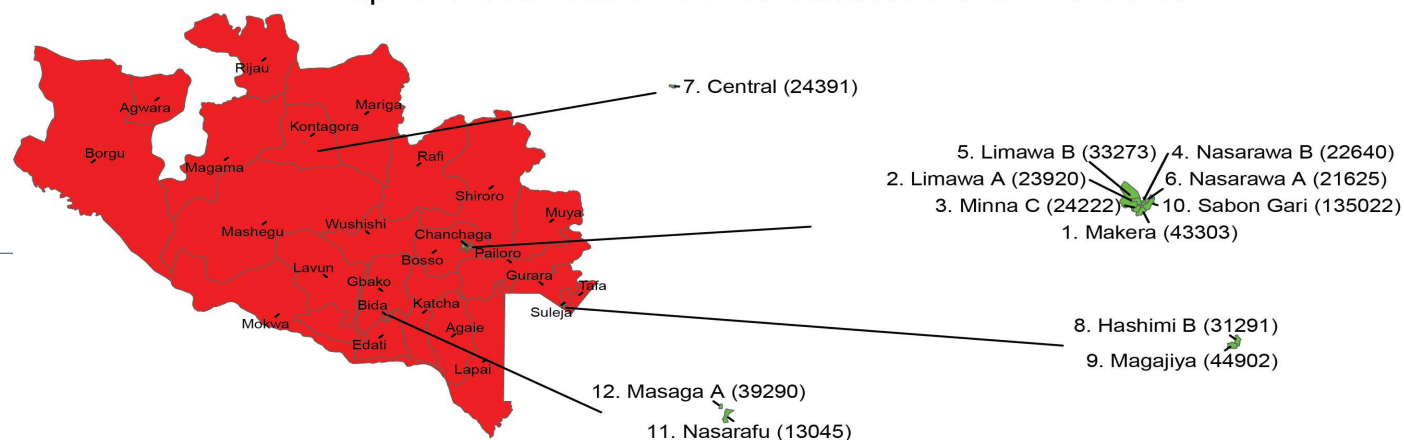 Rijau
Agwara
Mariga
7. Central (24391)
Kontagora
Borgu
Magama
Rafi
5. Limawa B (33273)
4. Nasarawa B (22640)
2. Limawa A (23920)
6. Nasarawa A (21625)
3. Minna C (24222)
10. Sabon Gari (135022)
1. Makera (43303)
Shiroro
Muya
Mashegu
Wushishi
Chanchaga
Bosso
Pailoro
Lavun
Gbako
Gurara
Tafa
Bida
Katcha
Suleja
Mokwa
Agaie
Edati
Lapai
8. Hashimi B (31291)
9. Magajiya (44902)
12. Masaga A (39290)
11. Nasarafu (13045)